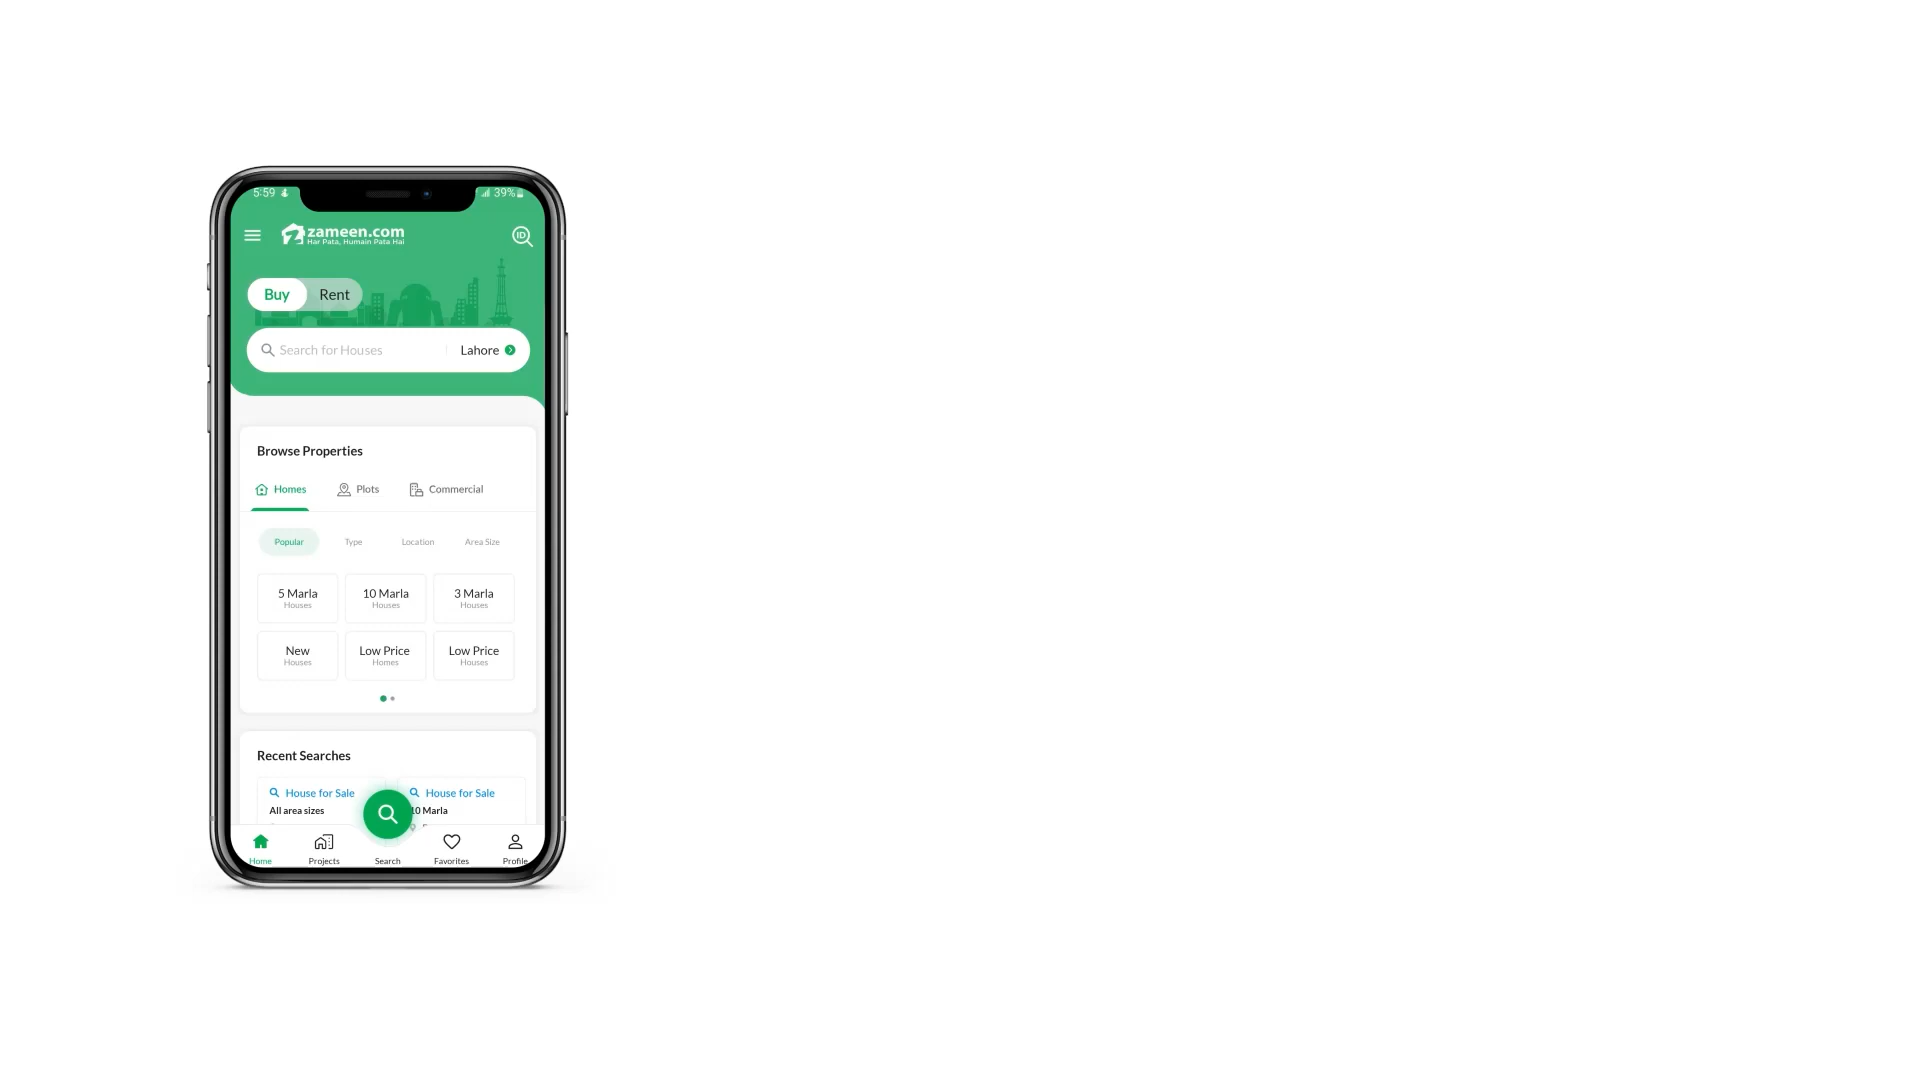 5:59
39%
zameen.com
Har Pata, Humain Pata Hai
ID
Buy Rent
Search for Houses Lahore
Browse Properties
Homes Plots Commercial
Popular Type Location Area Size
5 Marla 10 Marla 3 Marla
Houses Houses Houses
New Low Price Low Price
Houses Homes Houses
Recent Searches
House for Sale House for Sale
All area sizes 10 Marla
Home Projects Search Favorites Profile